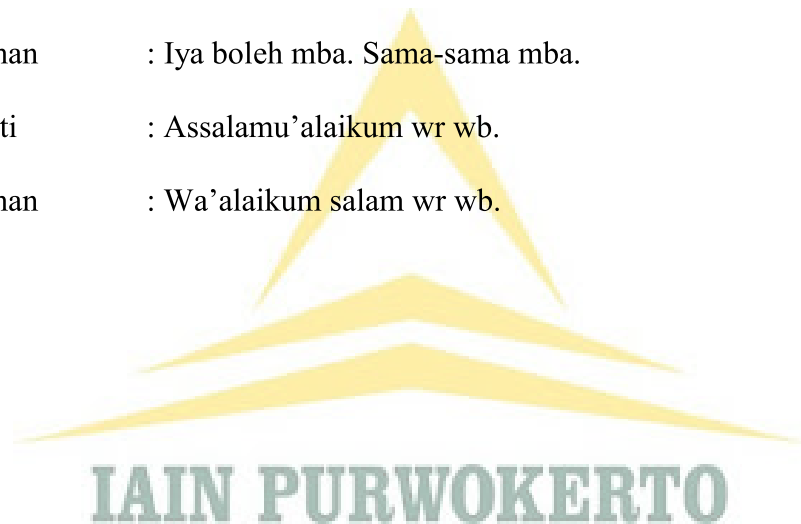 nan : Iya boleh mba. Sama-sama mba.
ti : Assalamu’alaikum wr wb.
nan : Wa’alaikum salam wr wb.
IAIN PURWOKERTO